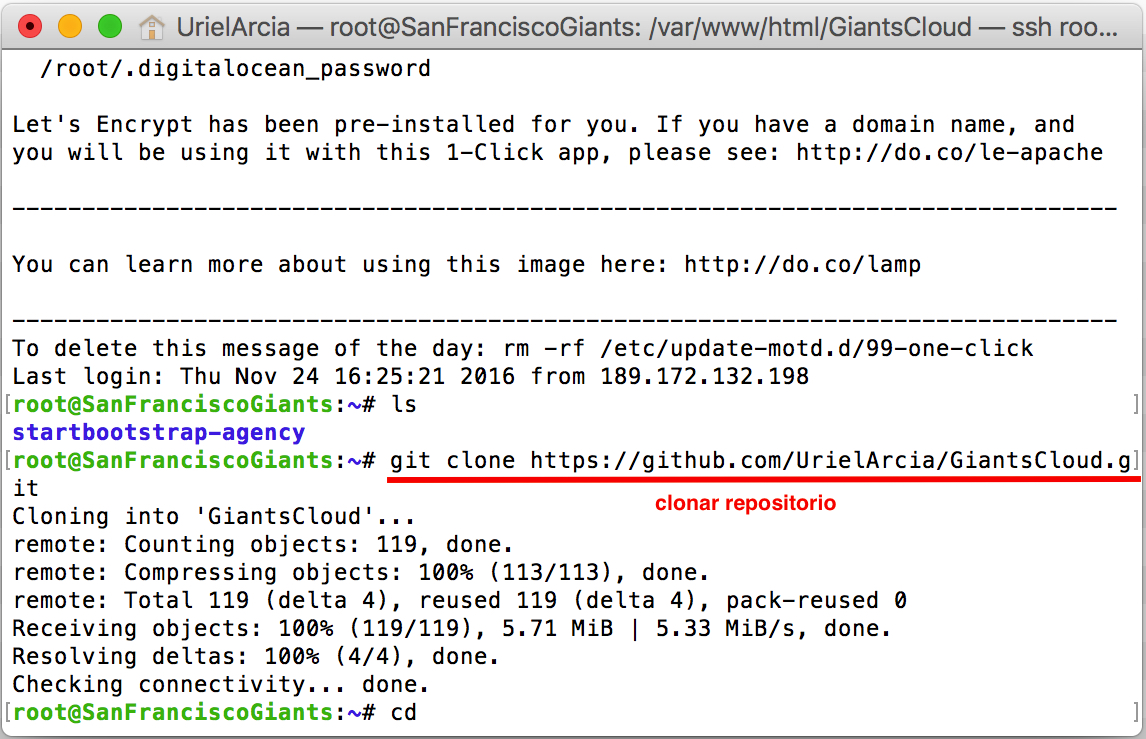 UrielArcia — root@SanFranciscoGiants: /var/www/html/GiantsCloud — ssh roo...
/root/.digitalocean_password
Let's Encrypt has been pre-installed for you. If you have a domain name, and
you will be using it with this 1-Click app, please see: http://do.co/le-apache
-------------------------------------------------------------------------------
You can learn more about using this image here: http://do.co/lamp
-------------------------------------------------------------------------------
To delete this message of the day: rm -rf /etc/update-motd.d/99-one-click
Last login: Thu Nov 24 16:25:21 2016 from 189.172.132.198
[root@SanFranciscoGiants:~# ls ]
startbootstrap-agency
[root@SanFranciscoGiants:~# git clone https://github.com/UrielArcia/GiantsCloud.g]
it
clonar repositorio
Cloning into 'GiantsCloud'...
remote: Counting objects: 119, done.
remote: Compressing objects: 100% (113/113), done.
remote: Total 119 (delta 4), reused 119 (delta 4), pack-reused 0
Receiving objects: 100% (119/119), 5.71 MiB | 5.33 MiB/s, done.
Resolving deltas: 100% (4/4), done.
Checking connectivity... done.
[root@SanFranciscoGiants:~# cd ]